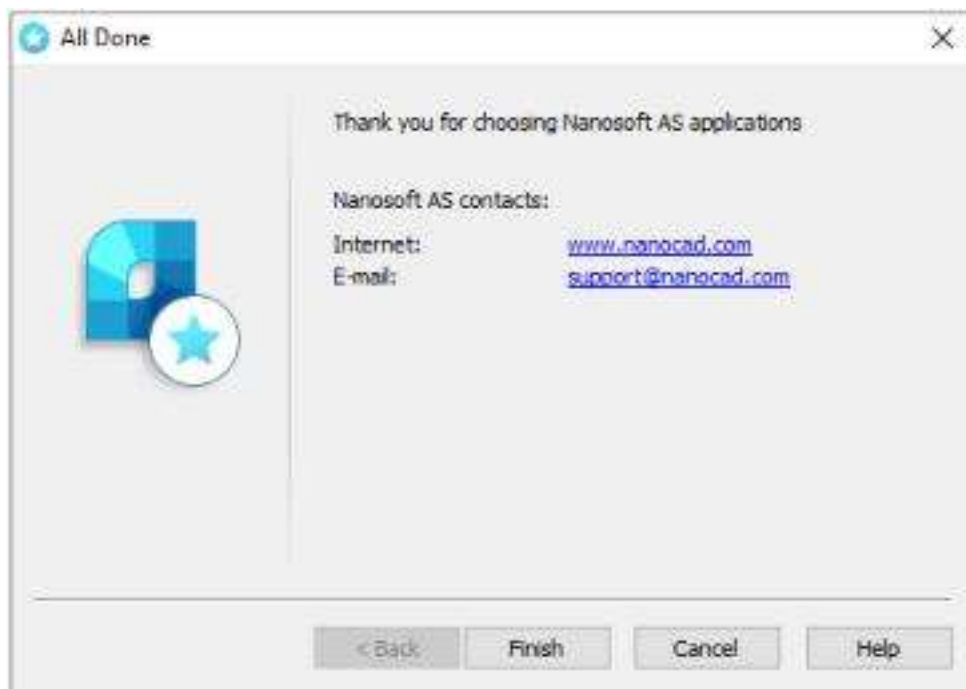 All Done
Thank you for choosing Nanosoft AS applications
Nanosoft AS contacts:
Internet: www.nanocad.com
E-mail: support@nanocad.com
< Back Finish Cancel Help